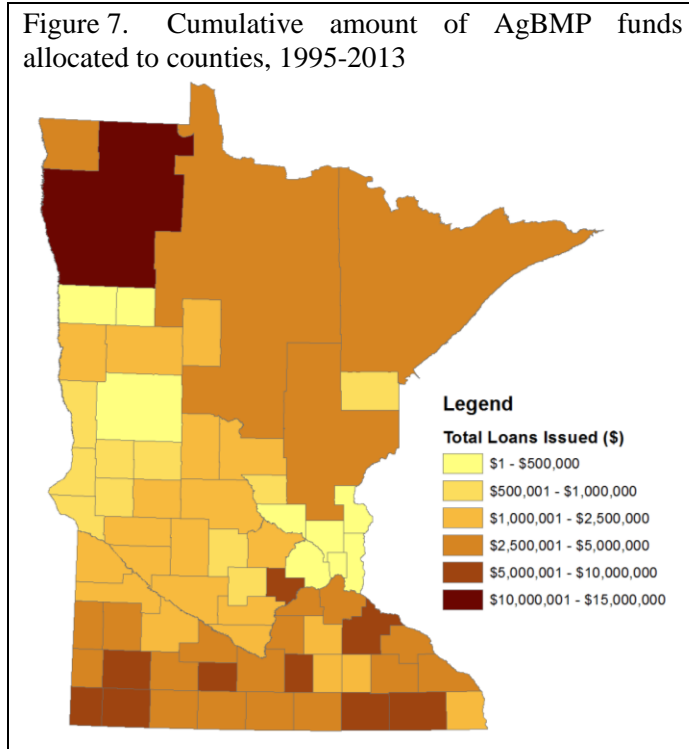 Figure 7. Cumulative amount of AgBMP funds
allocated to counties, 1995-2013
Legend
Total Loans Issued ($)
$1 - $500,000
$500,001 - $1,000,000
$1,000,001 - $2,500,000
$2,500,001 - $5,000,000
$5,000,001 - $10,000,000
$10,000,001 - $15,000,000